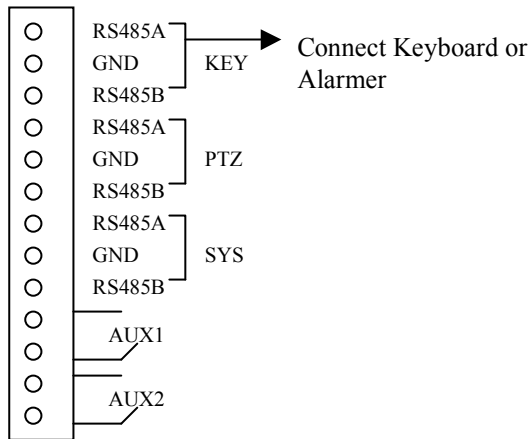 RS485A
GND KEY
RS485B
Connect Keyboard or
Alarmer
RS485A
GND PTZ
RS485B
RS485A
GND SYS
RS485B
AUX1
AUX2